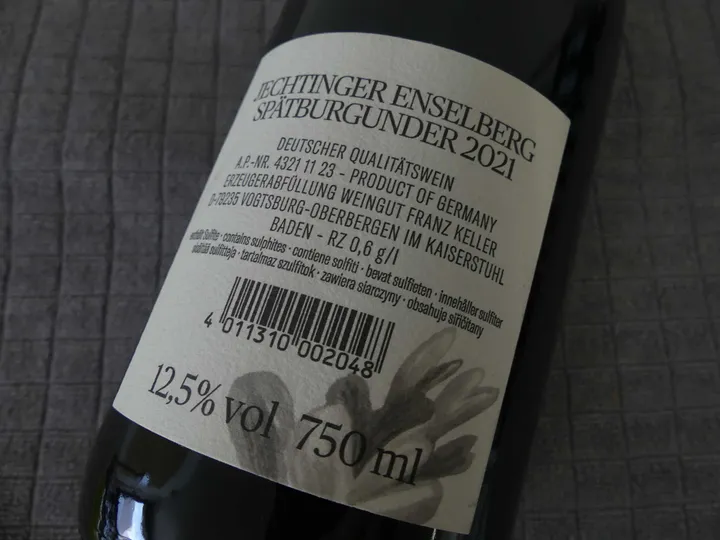 JECHTINGER ENSELBERG
SPÄTBURGUNDER 2021
DEUTSCHER QUALITÄTSWEIN
A.P.-NR. 4321 11 23 - PRODUCT OF GERMANY
ERZEUGERABFÜLLUNG WEINGUT FRANZ KELLER
D-79235 VOGTSBURG-OBERBERGEN IM KAISERSTUHL
BADEN - RZ 0,6 g/l
Sulfite · contains sulphites · contiene solfiti · bevat sulfieten · innehåller sulfiter
sulfitteja · tartalmaz szulfitok · zawiera siarczyny · obsahuje siřičitany
4 011310 002048
12,5% vol 750 ml